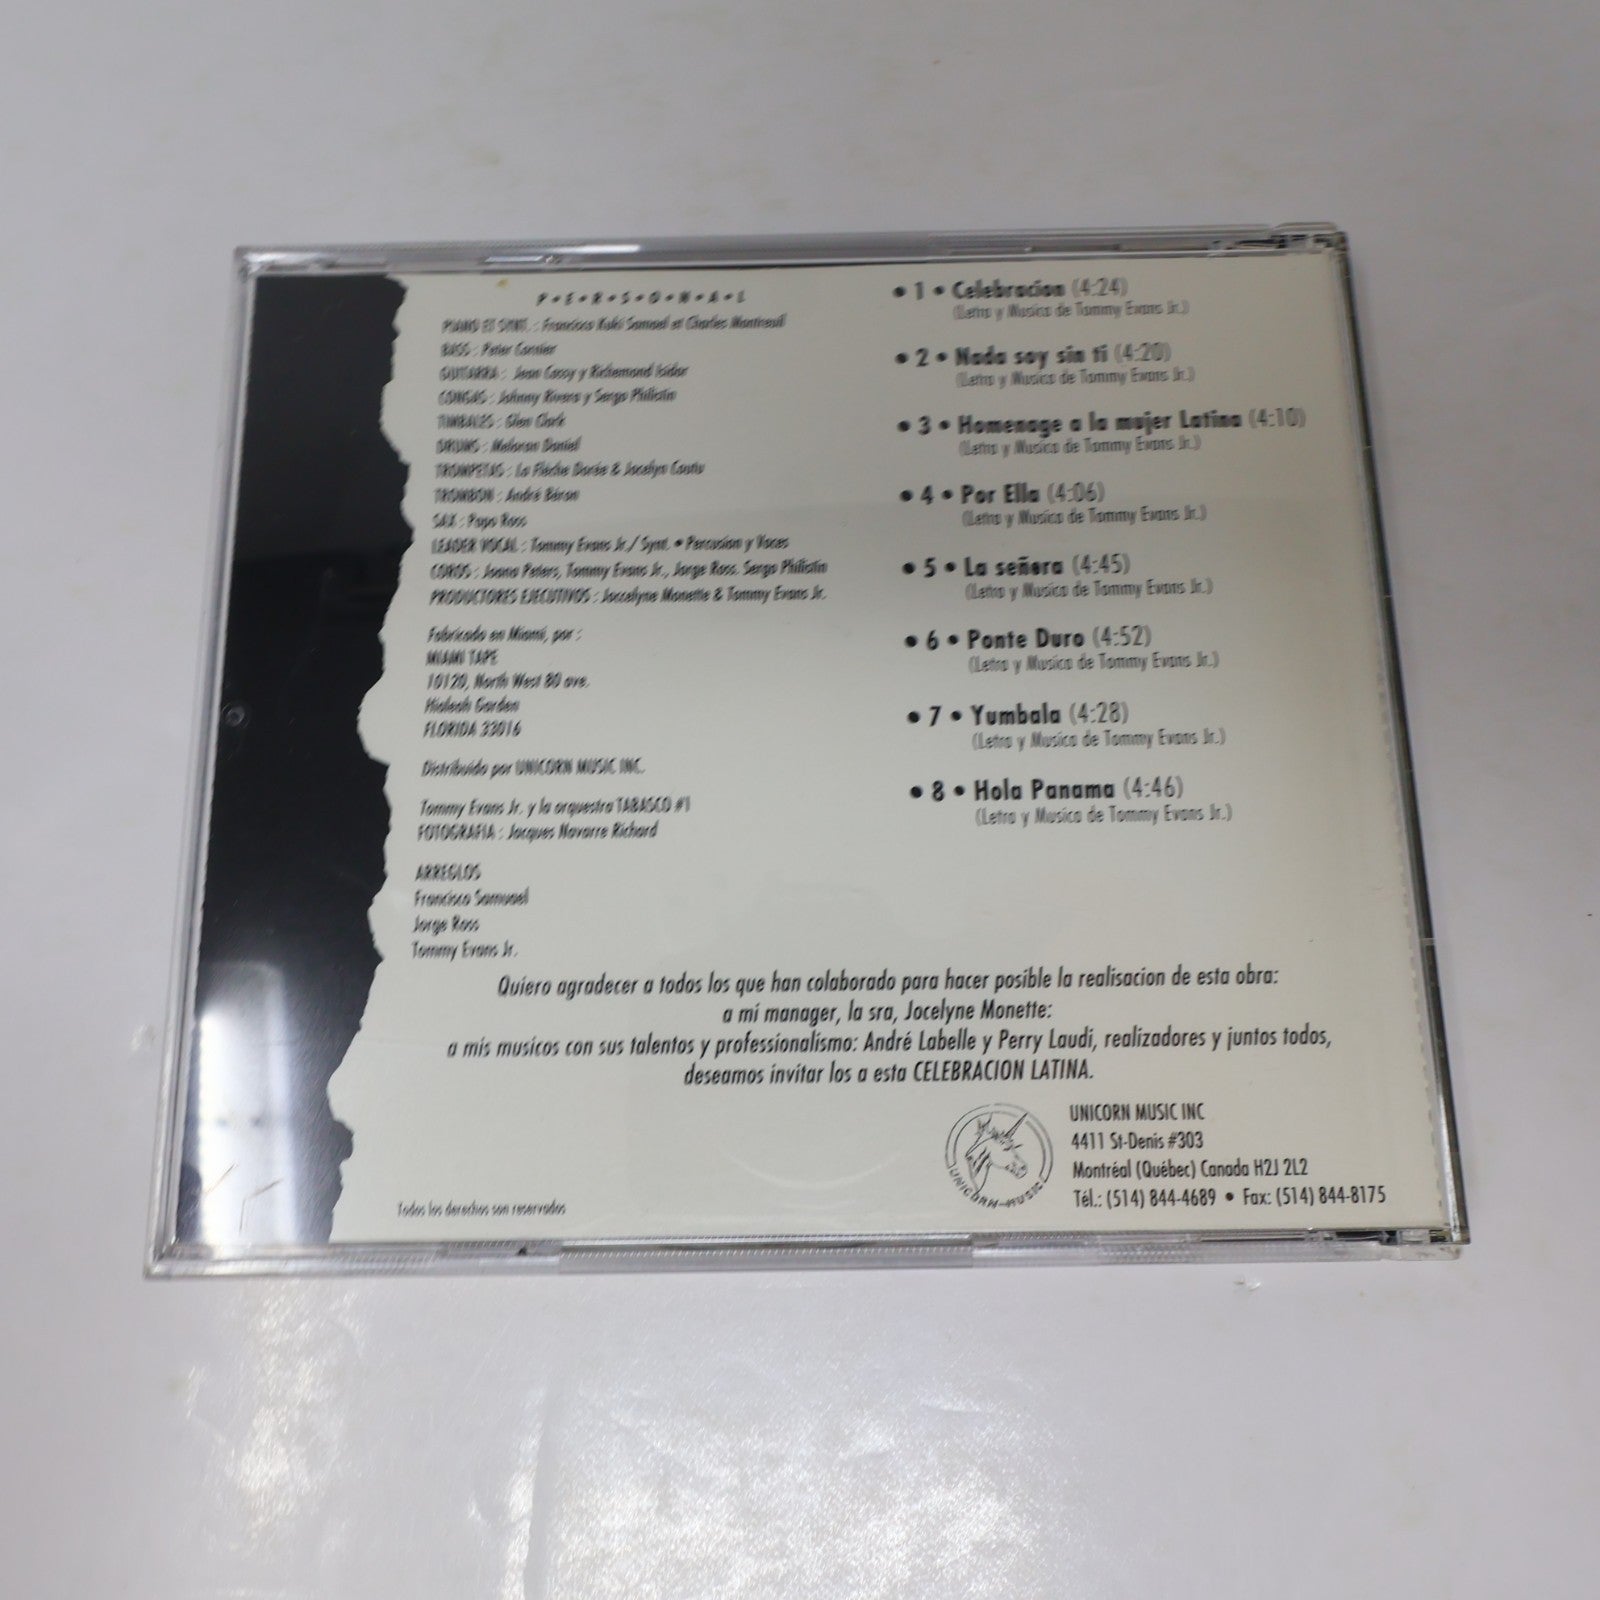 P•E•R•S•O•N•A•L
PIANO ET SYNT. : Francisco Kuki Samuel et Charles Montreuil
BASS : Peter Cormier
GUITARRA : Jean Cassy y Richemond Isidor
CONGAS : Johnny Rivera y Sergo Philistin
TIMBALES : Glen Clark
DRUMS : Meloran Daniel
TROMPETAS : La Flèche Dorée & Jocelyn Coutu
TROMBON : André Béran
SAX : Papo Ross
LEADER VOCAL : Tommy Evans Jr./ Synt. • Percusion y Voces
COROS : Joana Peters, Tommy Evans Jr., Jorge Ross. Sergo Philistin
PRODUCTORES EJECUTIVOS : Joccelyne Monette & Tommy Evans Jr.
Fabricado en Miami, por :
MIAMI TAPE
10120, North West 80 ave.
Hialeah Garden
FLORIDA 33016
Distribuido por UNICORN MUSIC INC.
Tommy Evans Jr. y la orquestra TABASCO #1
FOTOGRAFIA : Jacques Navarre Richard
ARREGLOS
Francisco Samuael
Jorge Ross
Tommy Evans Jr.
• 1 • Celebracion (4:24)
(Letra y Musica de Tommy Evans Jr.)
• 2 • Nada soy sin ti (4:20)
(Letra y Musica de Tommy Evans Jr.)
• 3 • Homenage a la mujer Latina (4:10)
(Letra y Musica de Tommy Evans Jr.)
• 4 • Por Ella (4:06)
(Letra y Musica de Tommy Evans Jr.)
• 5 • La señora (4:45)
(Letra y Musica de Tommy Evans Jr.)
• 6 • Ponte Duro (4:52)
(Letra y Musica de Tommy Evans Jr.)
• 7 • Yumbala (4:28)
(Letra y Musica de Tommy Evans Jr.)
• 8 • Hola Panama (4:46)
(Letra y Musica de Tommy Evans Jr.)
Quiero agradecer a todos los que han colaborado para hacer posible la realisacion de esta obra:
a mi manager, la sra, Jocelyne Monette:
a mis musicos con sus talentos y professionalismo: André Labelle y Perry Laudi, realizadores y juntos todos,
deseamos invitar los a esta CELEBRACION LATINA.
UNICORN-MUSIC
UNICORN MUSIC INC
4411 St-Denis #303
Montréal (Québec) Canada H2J 2L2
Tél.: (514) 844-4689 • Fax: (514) 844-8175
Todos los derechos son reservados